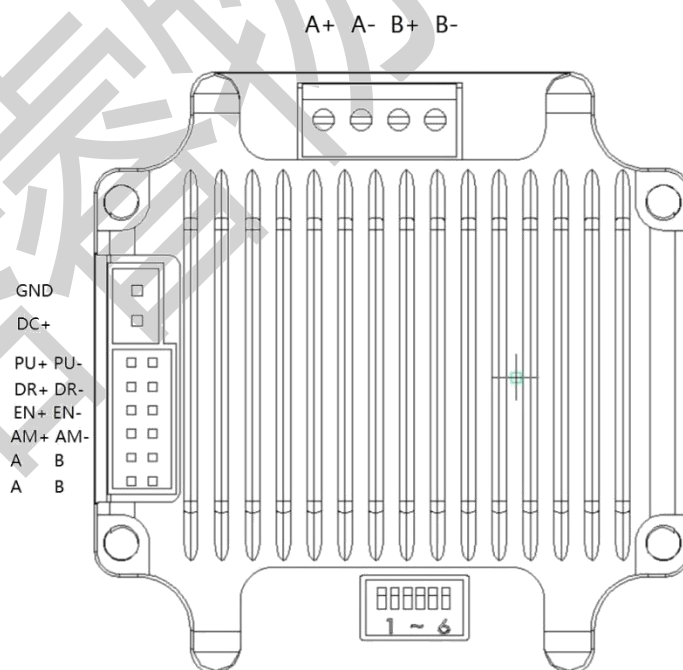 A+ A- B+ B-
GND
DC+
PU+ PU-
DR+ DR-
EN+ EN-
AM+ AM-
A B
A B
1 ~ 6